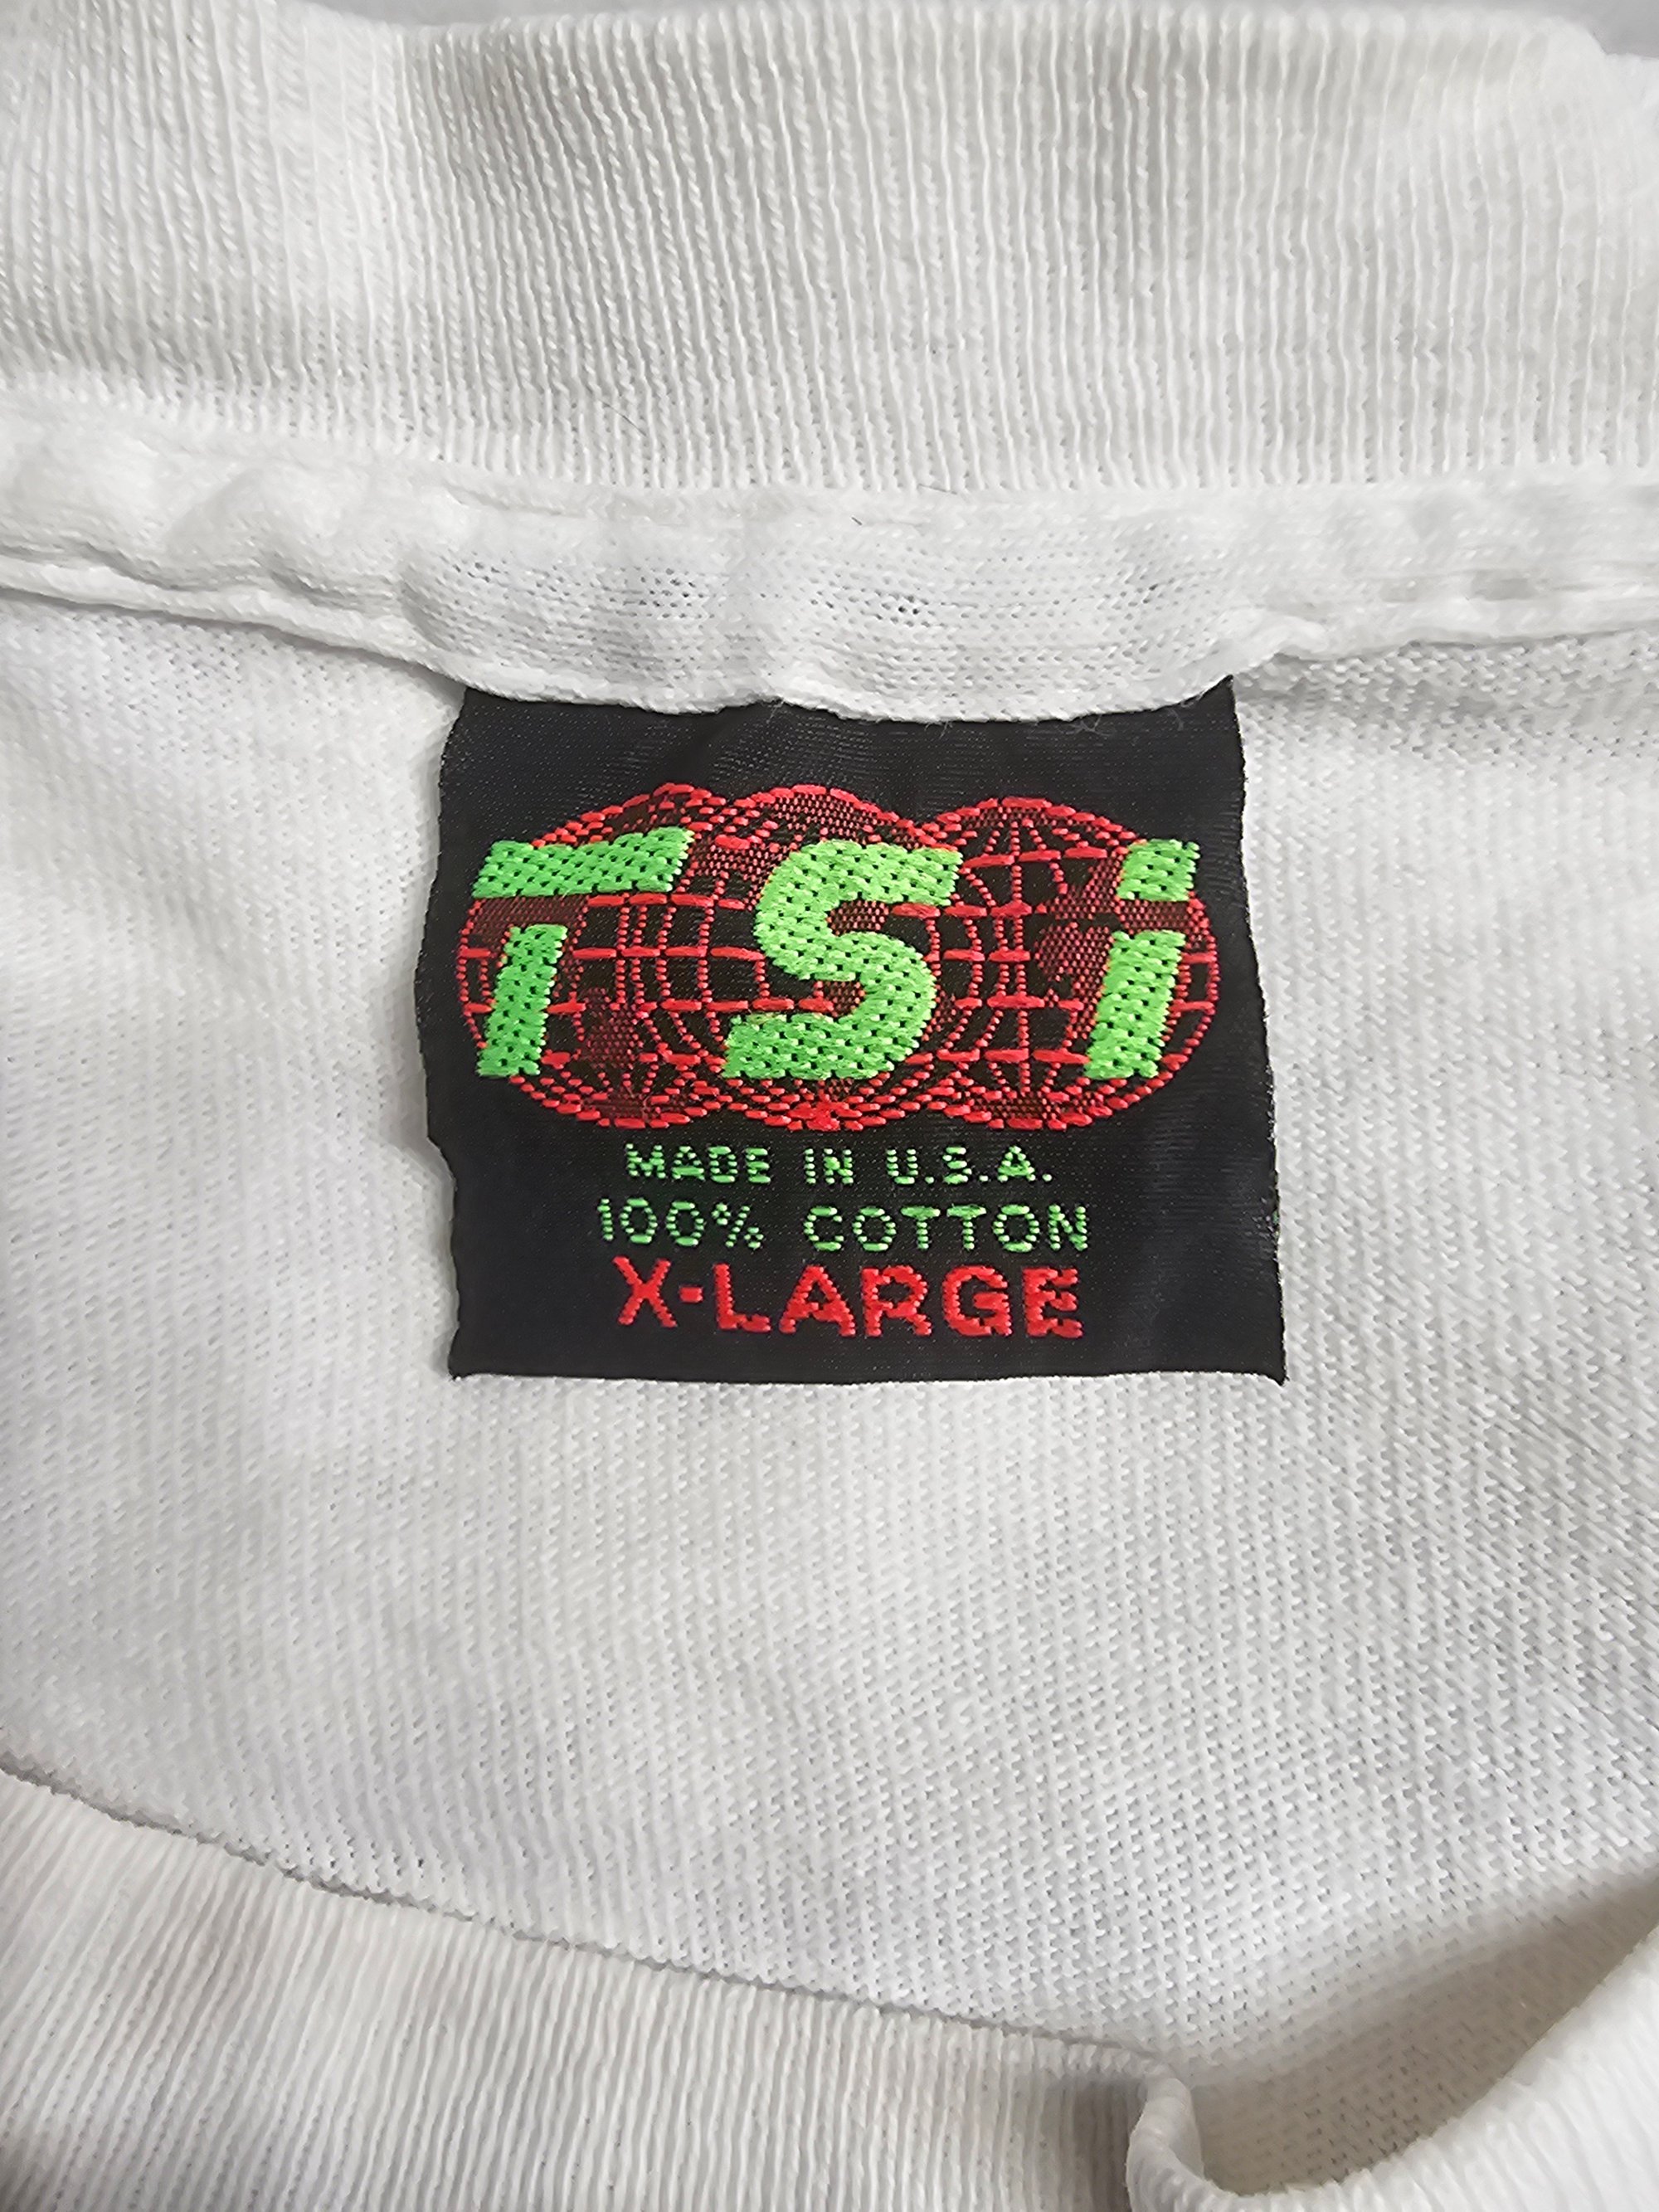 TSi
MADE IN U.S.A.
100% COTTON
X-LARGE